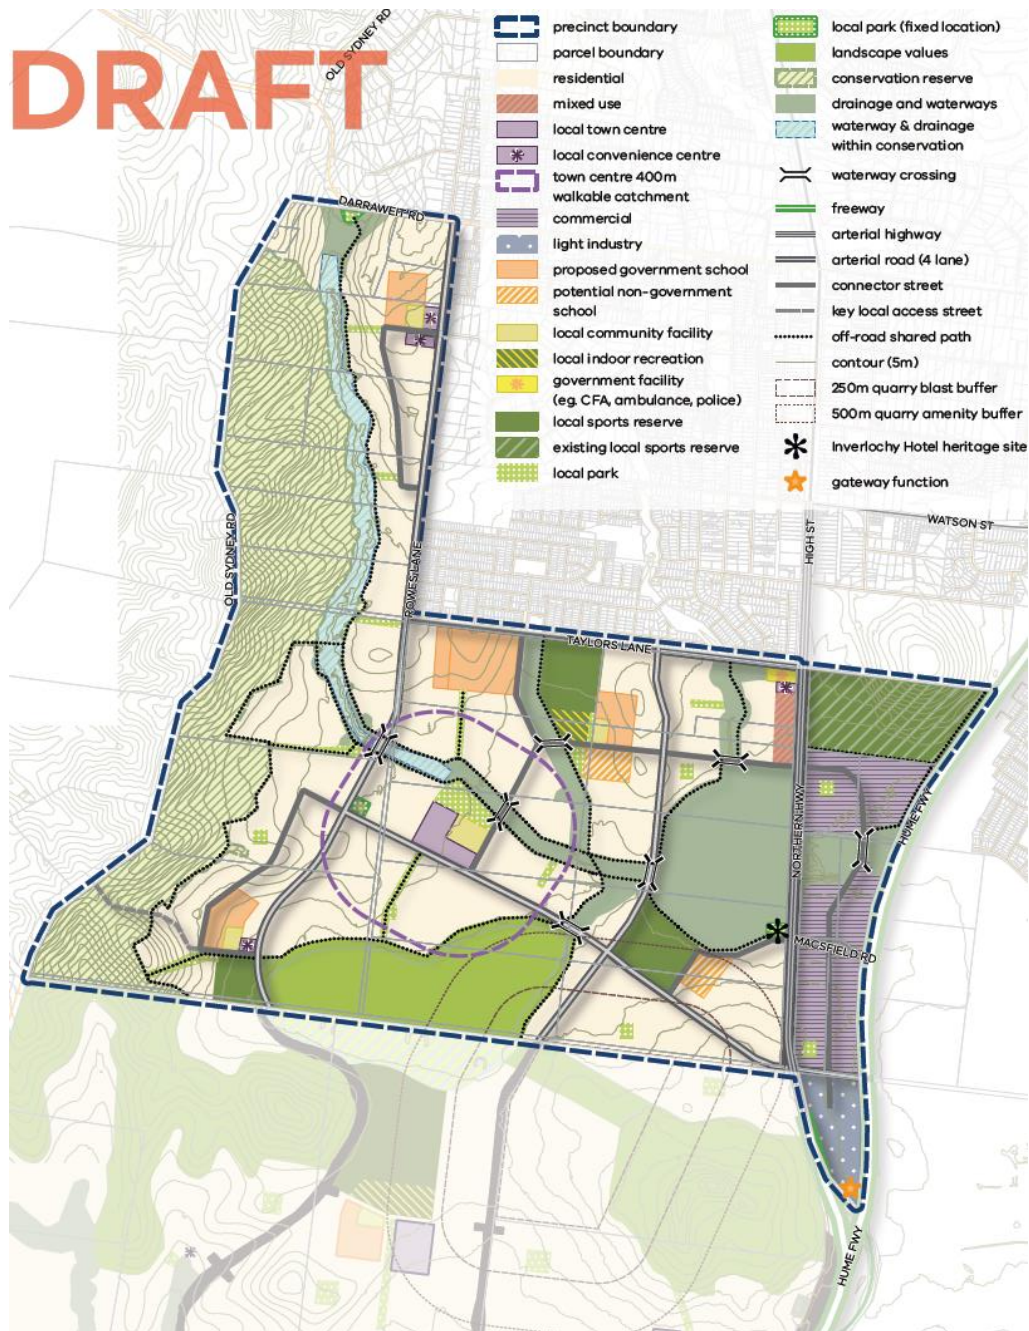 DRAFT
OLD SYDNEY RD
precinct boundary
parcel boundary
residential
mixed use
local town centre
local convenience centre
town centre 400m
walkable catchment
commercial
light industry
proposed government school
potential non-government
school
local community facility
local indoor recreation
government facility
(eg. CFA, ambulance, police)
local sports reserve
existing local sports reserve
local park
local park (fixed location)
landscape values
conservation reserve
drainage and waterways
waterway & drainage
within conservation
waterway crossing
freeway
arterial highway
arterial road (4 lane)
connector street
key local access street
off-road shared path
contour (5m)
250m quarry blast buffer
500m quarry amenity buffer
Inverlochy Hotel heritage site
gateway function
DARRAWEIT RD
OLD SYDNEY RD
ROWES LANE
WATSON ST
HIGH ST
TAYLORS LANE
NORTHERN HWY
HUME FWY
MACSFIELD RD
HUME FWY